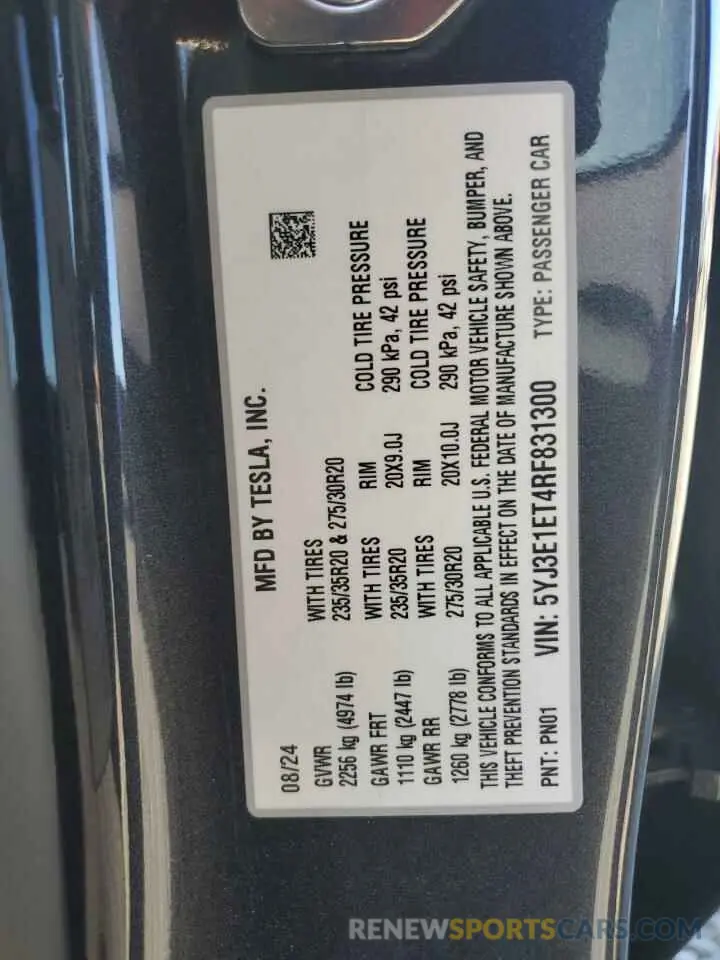 MFD BY TESLA, INC.
08/24
GVWR WITH TIRES
2256 kg (4974 lb) 235/35R20 & 275/30R20
GAWR FRT WITH TIRES RIM COLD TIRE PRESSURE
1110 kg (2447 lb) 235/35R20 20X9.0J 290 kPa, 42 psi
GAWR RR WITH TIRES RIM COLD TIRE PRESSURE
1260 kg (2778 lb) 275/30R20 20X10.0J 290 kPa, 42 psi
THIS VEHICLE CONFORMS TO ALL APPLICABLE U.S. FEDERAL MOTOR VEHICLE SAFETY, BUMPER, AND
THEFT PREVENTION STANDARDS IN EFFECT ON THE DATE OF MANUFACTURE SHOWN ABOVE.
PNT: PN01 VIN: 5YJ3E1ET4RF831300 TYPE: PASSENGER CAR
RENEWSPORTSCARS.COM